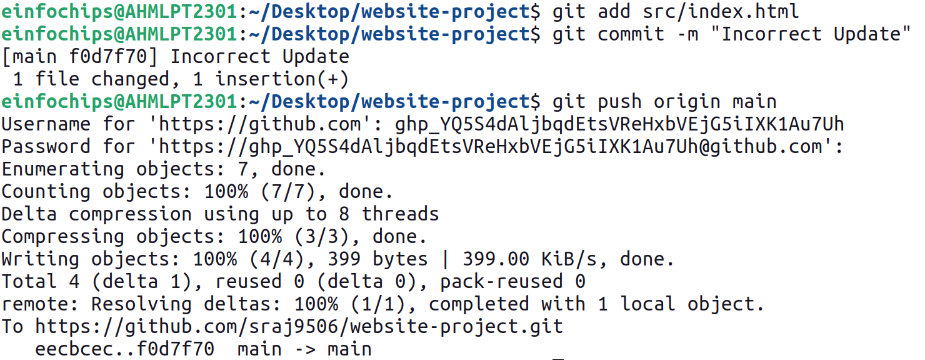 einfochips@AHMLPT2301:~/Desktop/website-project$ git add src/index.html
einfochips@AHMLPT2301:~/Desktop/website-project$ git commit -m "Incorrect Update"
[main f0d7f70] Incorrect Update
 1 file changed, 1 insertion(+)
einfochips@AHMLPT2301:~/Desktop/website-project$ git push origin main
Username for 'https://github.com': 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
Password for 'https://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@github.com':
Enumerating objects: 7, done.
Counting objects: 100% (7/7), done.
Delta compression using up to 8 threads
Compressing objects: 100% (3/3), done.
Writing objects: 100% (4/4), 399 bytes | 399.00 KiB/s, done.
Total 4 (delta 1), reused 0 (delta 0), pack-reused 0
remote: Resolving deltas: 100% (1/1), completed with 1 local object.
To https://github.com/sraj9506/website-project.git
   eecbcec..f0d7f70  main -> main